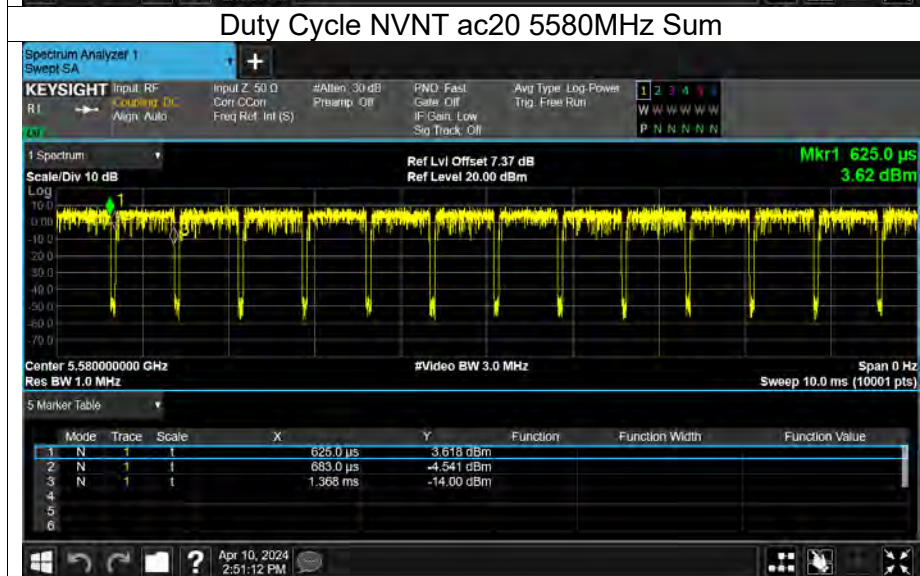 Duty Cycle NVNT ac20 5580MHz Sum
Spectrum Analyzer 1
Swept SA
+
KEYSIGHT Input: RF Input Z: 50 Ω #Atten: 30 dB PNO: Fast Avg Type: Log-Power 1 2 3 4 5 6
R L Coupling: DC Corr CCorr Preamp: Off Gate: Off Trig: Free Run W W W W W W
Align: Auto Freq Ref: Int (S) IF Gain: Low
Sig Track: Off P N N N N N
1 Spectrum Ref Lvl Offset 7.37 dB Mkr1 625.0 µs
Scale/Div 10 dB Ref Level 20.00 dBm 3.62 dBm
Log
10.0
0.00
-10.0
-20.0
-30.0
-40.0
-50.0
-60.0
-70.0
1
3
Center 5.580000000 GHz #Video BW 3.0 MHz Span 0 Hz
Res BW 1.0 MHz Sweep 10.0 ms (10001 pts)
5 Marker Table
Mode Trace Scale X Y Function Function Width Function Value
1 N 1 t 625.0 µs 3.618 dBm
2 N 1 t 683.0 µs -4.541 dBm
3 N 1 t 1.368 ms -14.00 dBm
4
5
6
? Apr 10, 2024
2:51:12 PM